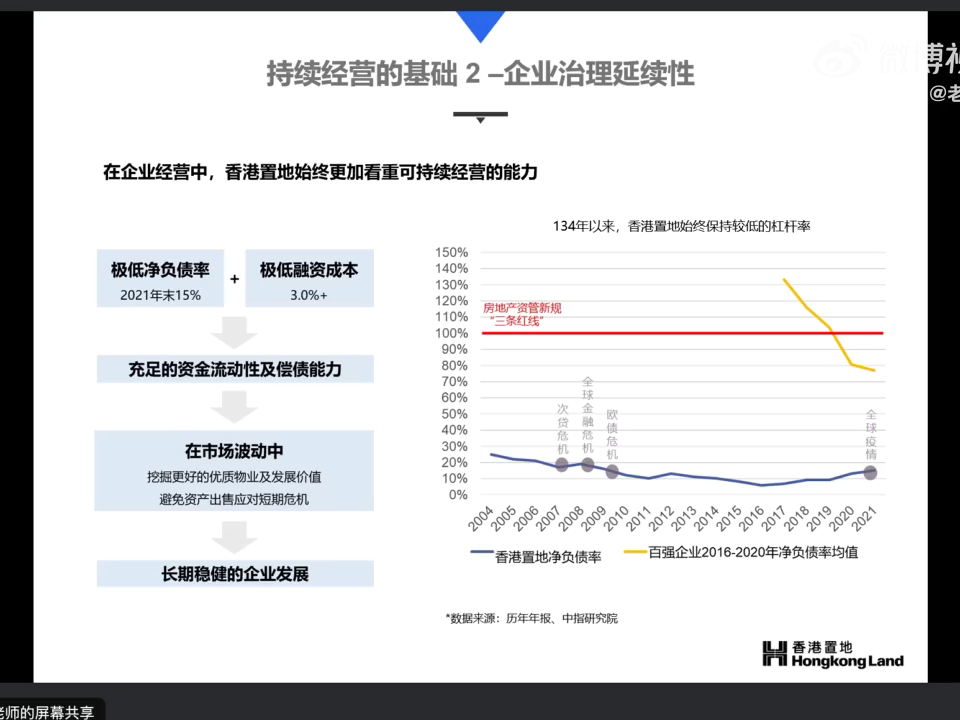 微博
@老
持续经营的基础 2 –企业治理延续性
在企业经营中，香港置地始终更加看重可持续经营的能力
极低净负债率
2021年末15%
+
极低融资成本
3.0%+
充足的资金流动性及偿债能力
在市场波动中
挖掘更好的优质物业及发展价值
避免资产出售应对短期危机
长期稳健的企业发展
134年以来，香港置地始终保持较低的杠杆率
150%
140%
130%
120%
110%
100%
90%
80%
70%
60%
50%
40%
30%
20%
10%
0%
房地产资管新规
“三条红线”
次贷危机
全球金融危机
欧债危机
全球疫情
2004
2005
2006
2007
2008
2009
2010
2011
2012
2013
2014
2015
2016
2017
2018
2019
2020
2021
香港置地净负债率
百强企业2016-2020年净负债率均值
*数据来源：历年年报、中指研究院
香港置地
Hongkong Land
老师的屏幕共享